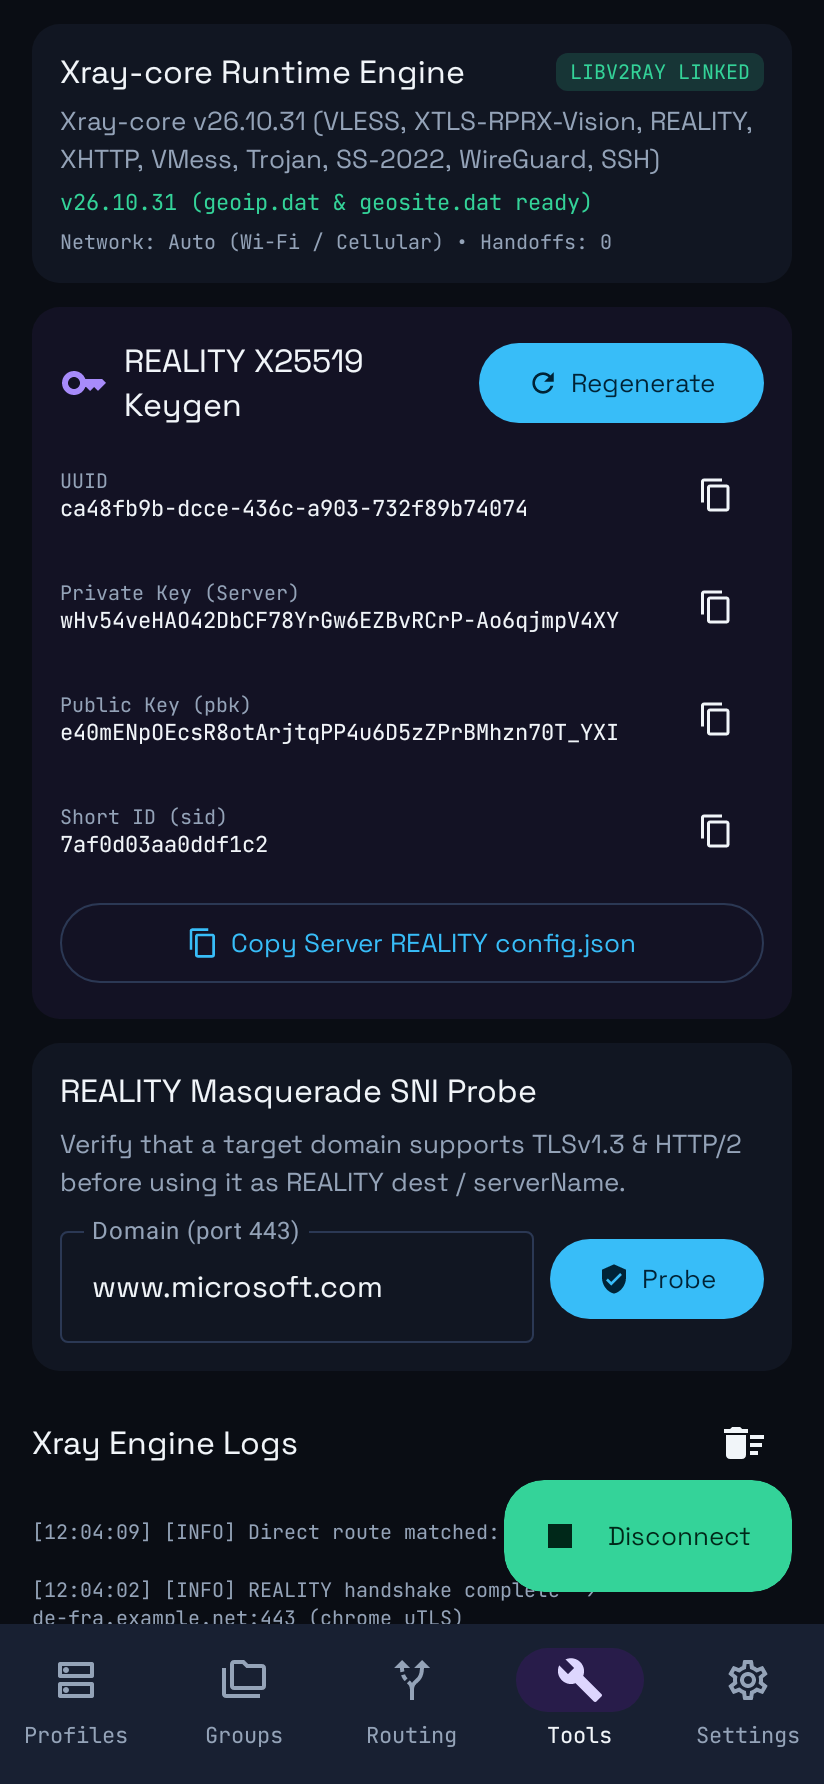 Xray-core Runtime Engine
LIBV2RAY LINKED
Xray-core v26.10.31 (VLESS, XTLS-RPRX-Vision, REALITY,
XHTTP, VMess, Trojan, SS-2022, WireGuard, SSH)
v26.10.31 (geoip.dat & geosite.dat ready)
Network: Auto (Wi-Fi / Cellular) • Handoffs: 0
REALITY X25519
Keygen
Regenerate
UUID
ca48fb9b-dcce-436c-a903-732f89b74074
Private Key (Server)
wHv54veHAO42DbCF78YrGw6EZBvRCrP-Ao6qjmpV4XY
Public Key (pbk)
e40mENpOEcsR8otArjtqPP4u6D5zZPrBMhzn70T_YXI
Short ID (sid)
7af0d03aa0ddf1c2
Copy Server REALITY config.json
REALITY Masquerade SNI Probe
Verify that a target domain supports TLSv1.3 & HTTP/2
before using it as REALITY dest / serverName.
Domain (port 443)
www.microsoft.com
Probe
Xray Engine Logs
[12:04:09] [INFO] Direct route matched:
Disconnect
[12:04:02] [INFO] REALITY handshake complete
de-fra.example.net:443 (chrome uTLS)
Profiles
Groups
Routing
Tools
Settings